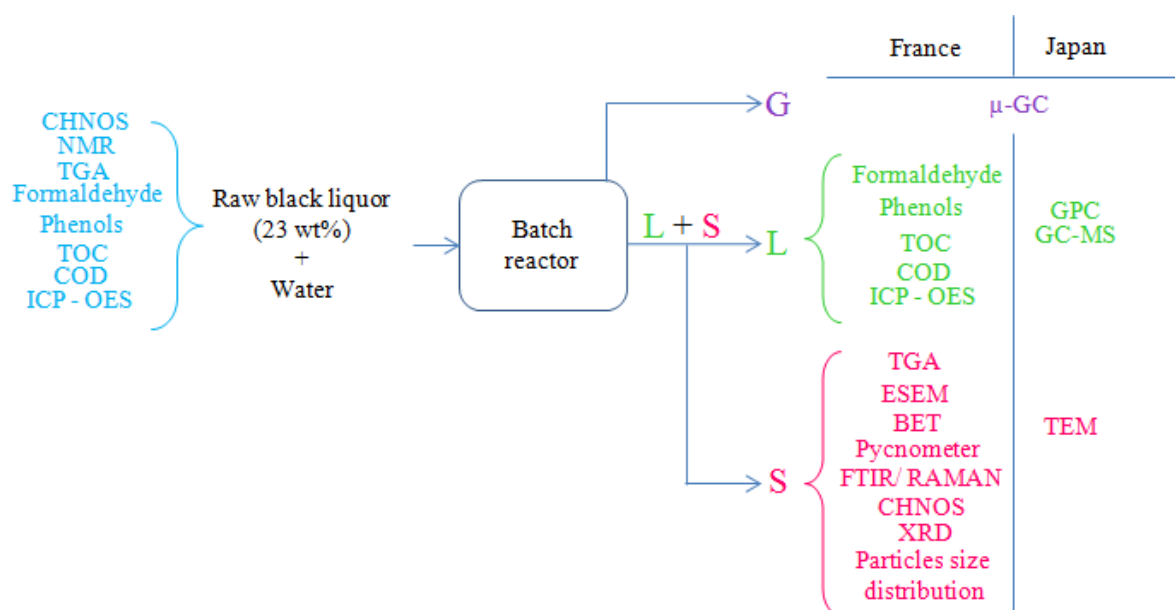 France
Japan
G
µ-GC
CHNOS
NMR
TGA
Formaldehyde
Phenols
TOC
COD
ICP - OES
Raw black liquor
(23 wt%)
+
Water
Batch
reactor
L + S
L
Formaldehyde
Phenols
TOC
COD
ICP - OES
GPC
GC-MS
S
TGA
ESEM
BET
Pycnometer
FTIR/ RAMAN
CHNOS
XRD
Particles size
distribution
TEM